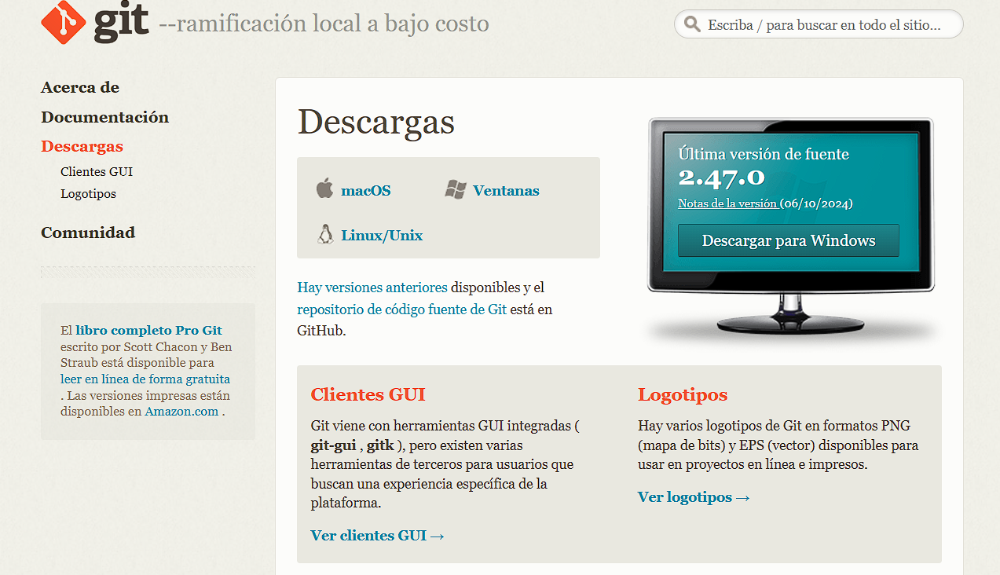 git --ramificación local a bajo costo
Escriba / para buscar en todo el sitio...
Acerca de
Documentación
Descargas
Clientes GUI
Logotipos
Comunidad
El libro completo Pro Git
escrito por Scott Chacon y Ben
Straub está disponible para
leer en línea de forma gratuita
. Las versiones impresas están
disponibles en Amazon.com .
Descargas
macOS
Ventanas
Linux/Unix
Hay versiones anteriores disponibles y el
repositorio de código fuente de Git está en
GitHub.
Última versión de fuente
2.47.0
Notas de la versión (06/10/2024)
Descargar para Windows
Clientes GUI
Git viene con herramientas GUI integradas (
git-gui , gitk ), pero existen varias
herramientas de terceros para usuarios que
buscan una experiencia específica de la
plataforma.
Ver clientes GUI →
Logotipos
Hay varios logotipos de Git en formatos PNG
(mapa de bits) y EPS (vector) disponibles para
usar en proyectos en línea e impresos.
Ver logotipos →